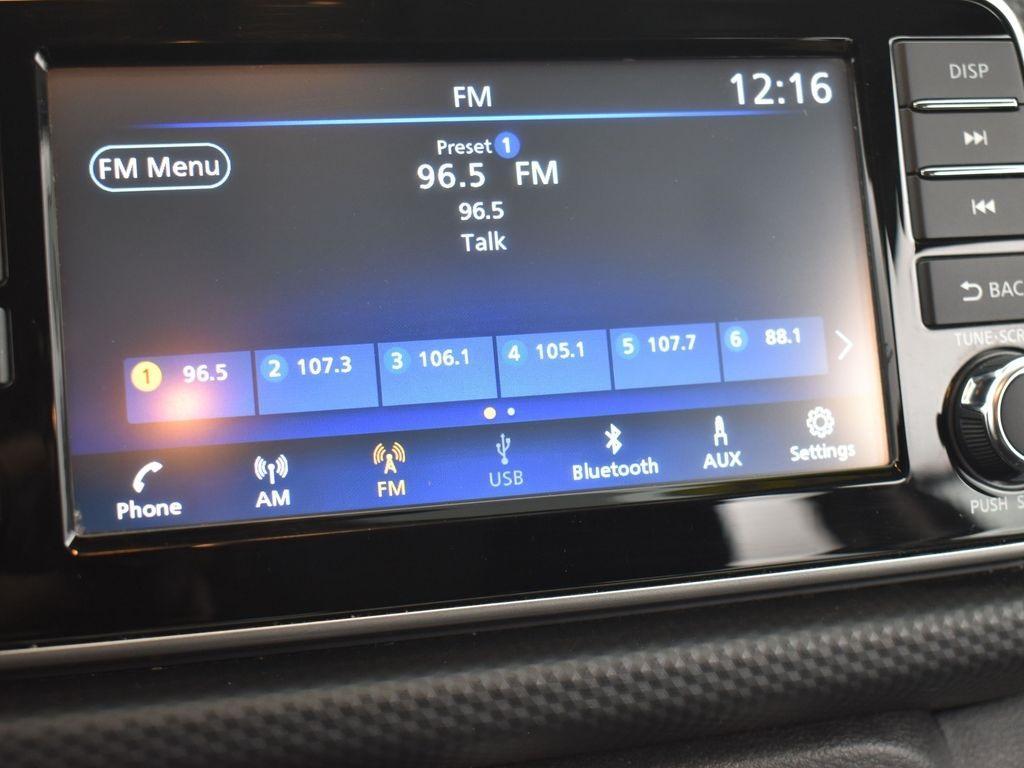 FM
12:16
DISP
FM Menu
Preset 1
96.5 FM
96.5
Talk
1 96.5
2 107.3
3 106.1
4 105.1
5 107.7
6 88.1
Phone
AM
FM
USB
Bluetooth
AUX
Settings
BAC
TUNE·SCR
PUSH S